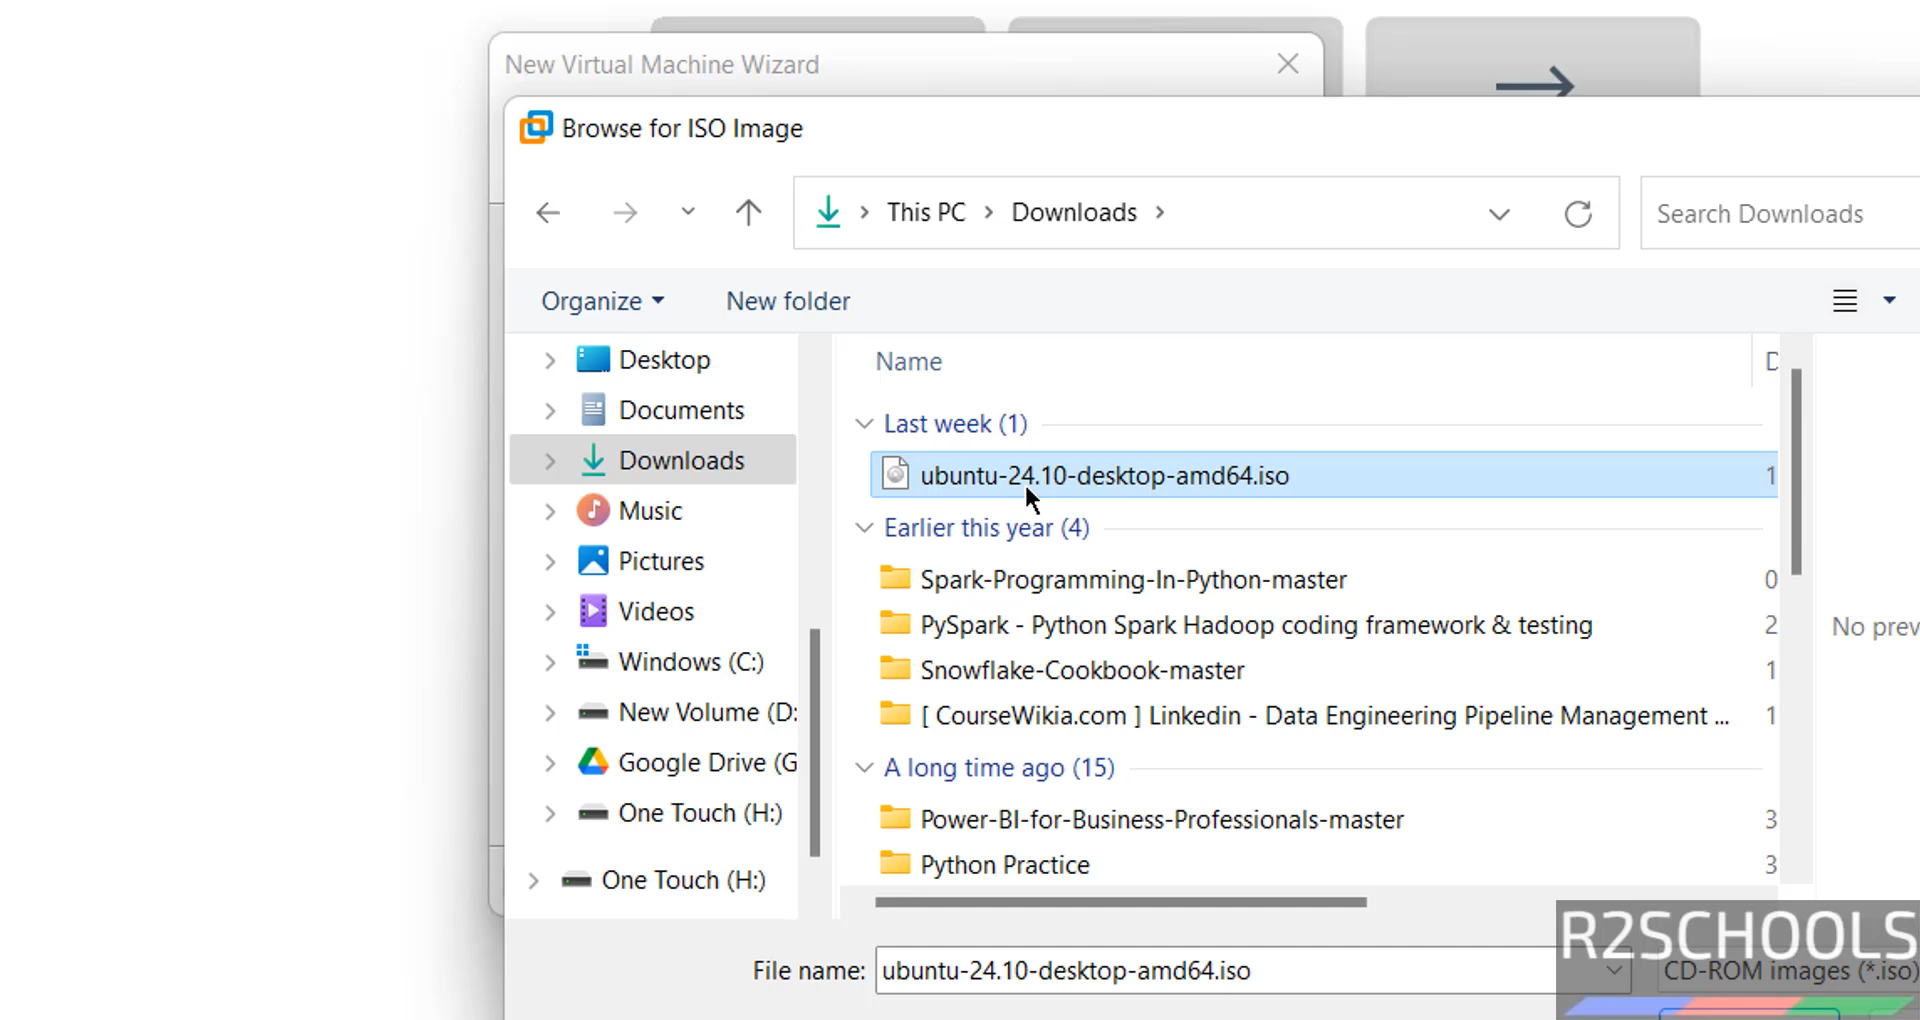 New Virtual Machine Wizard
Browse for ISO Image
This PC > Downloads >
Search Downloads
Organize
New folder
Desktop
Documents
Downloads
Music
Pictures
Videos
Windows (C:)
New Volume (D:
Google Drive (G
One Touch (H:)
One Touch (H:)
Name
D
Last week (1)
ubuntu-24.10-desktop-amd64.iso 1
Earlier this year (4)
Spark-Programming-In-Python-master 0
PySpark - Python Spark Hadoop coding framework & testing 2
Snowflake-Cookbook-master 1
[ CourseWikia.com ] Linkedin - Data Engineering Pipeline Management ... 1
A long time ago (15)
Power-BI-for-Business-Professionals-master 3
Python Practice 3
No prev
File name: ubuntu-24.10-desktop-amd64.iso
CD-ROM images (*.iso)
R2SCHOOLS